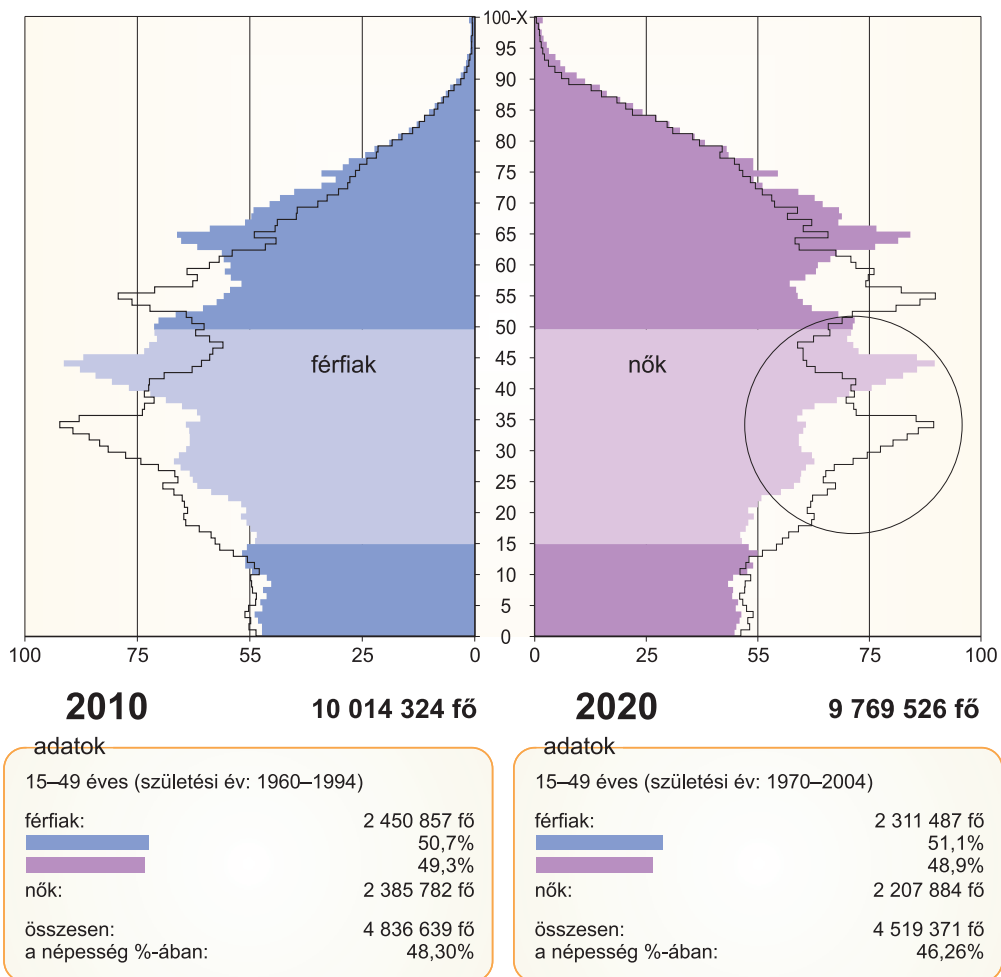 100-X
95
90
85
80
75
70
65
60
55
50
45
40
35
30
25
20
15
10
5
0
férfiak
nők
100 75 55 25 0
0 25 55 75 100
2010 10 014 324 fő
adatok
15–49 éves (születési év: 1960–1994)
férfiak: 2 450 857 fő
50,7%
49,3%
nők: 2 385 782 fő
összesen: 4 836 639 fő
a népesség %-ában: 48,30%
2020 9 769 526 fő
adatok
15–49 éves (születési év: 1970–2004)
férfiak: 2 311 487 fő
51,1%
48,9%
nők: 2 207 884 fő
összesen: 4 519 371 fő
a népesség %-ában: 46,26%